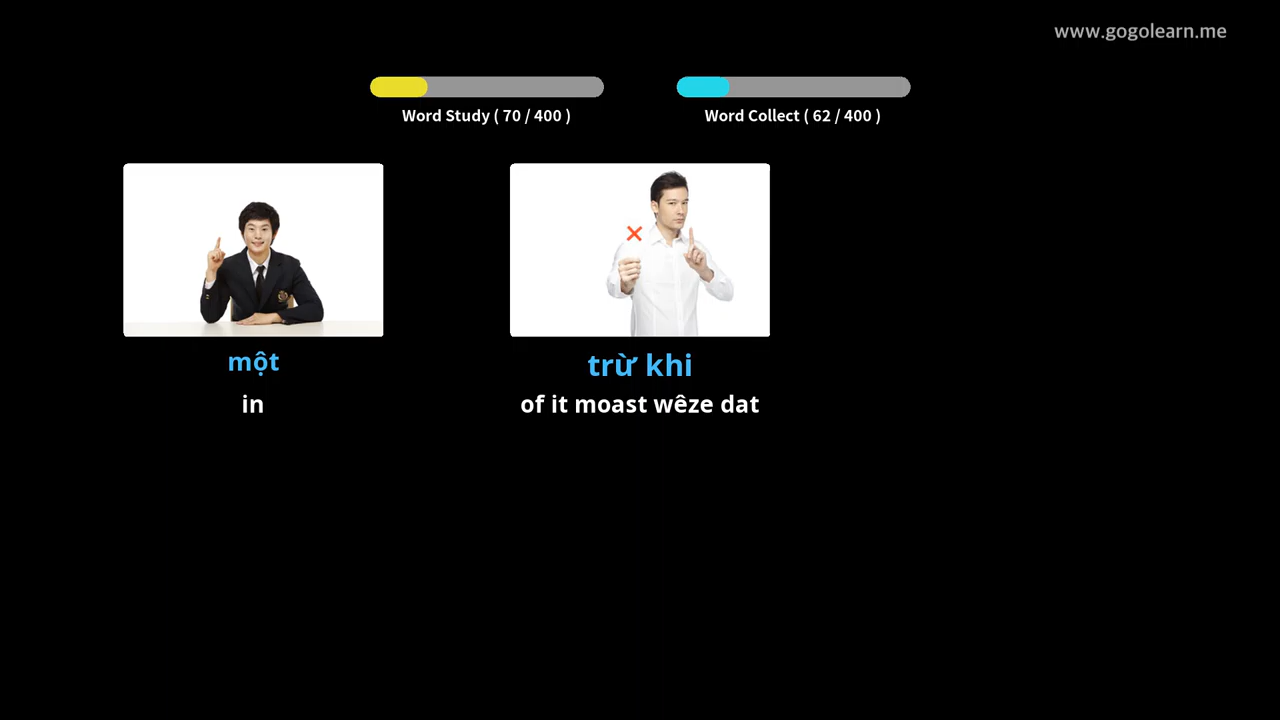 www.gogolearn.me
Word Study ( 70 / 400 )
Word Collect ( 62 / 400 )
một
in
trừ khi
of it moast wêze dat